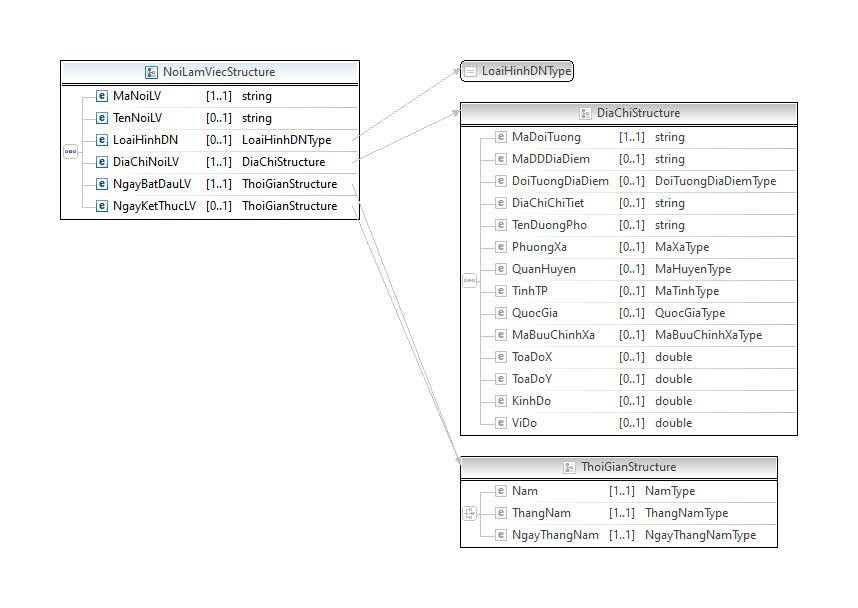 NoiLamViecStructure
e MaNoiLV [1..1] string
e TenNoiLV [0..1] string
e LoaiHinhDN [0..1] LoaiHinhDNType
e DiaChiNoiLV [1..1] DiaChiStructure
e NgayBatDauLV [1..1] ThoiGianStructure
e NgayKetThucLV [0..1] ThoiGianStructure
LoaiHinhDNType
DiaChiStructure
e MaDoiTuong [1..1] string
e MaDDDiaDiem [0..1] string
e DoiTuongDiaDiem [0..1] DoiTuongDiaDiemType
e DiaChiChiTiet [0..1] string
e TenDuongPho [0..1] string
e PhuongXa [0..1] MaXaType
e QuanHuyen [0..1] MaHuyenType
e TinhTP [0..1] MaTinhType
e QuocGia [0..1] QuocGiaType
e MaBuuChinhXa [0..1] MaBuuChinhXaType
e ToaDoX [0..1] double
e ToaDoY [0..1] double
e KinhDo [0..1] double
e ViDo [0..1] double
ThoiGianStructure
e Nam [1..1] NamType
e ThangNam [1..1] ThangNamType
e NgayThangNam [1..1] NgayThangNamType